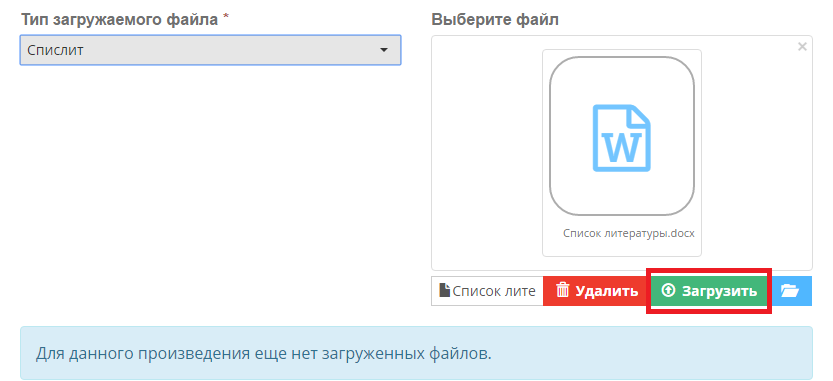 Тип загружаемого файла *
Спислит
Выберите файл
×
W
Список литературы.docx
Список лите
Удалить
Загрузить
Для данного произведения еще нет загруженных файлов.